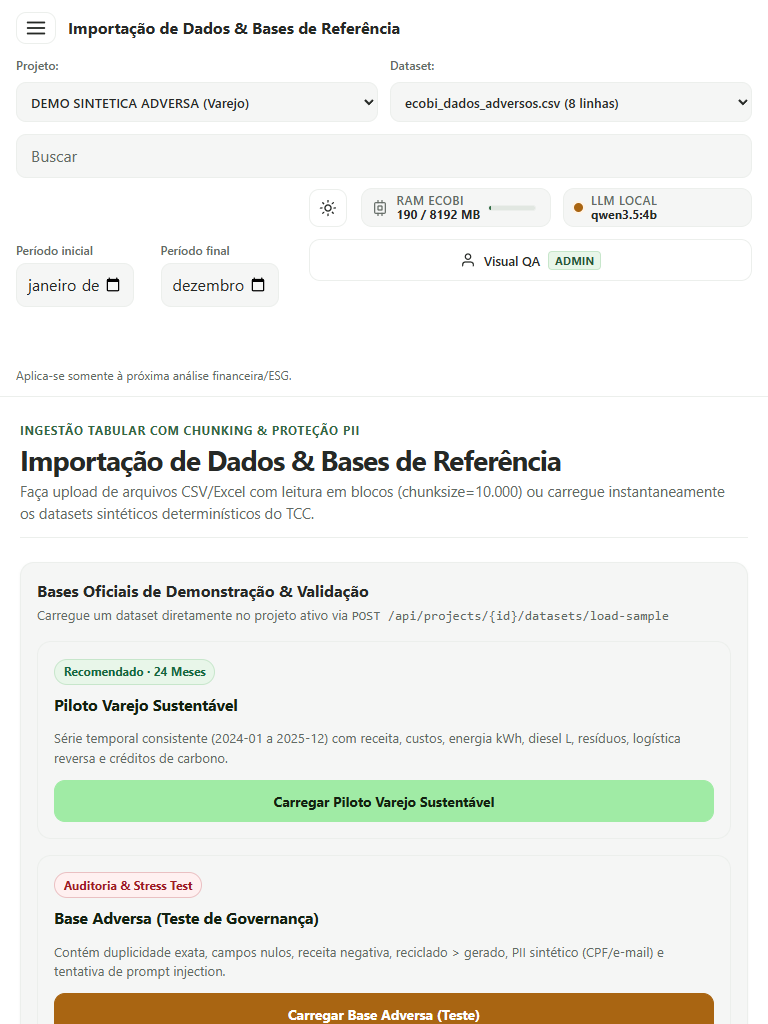 Importação de Dados & Bases de Referência
Projeto:
Dataset:
DEMO SINTETICA ADVERSA (Varejo)
ecobi_dados_adversos.csv (8 linhas)
Buscar
RAM ECOBI
190 / 8192 MB
LLM LOCAL
qwen3.5:4b
Período inicial
Período final
janeiro de
dezembro
Visual QA
ADMIN
Aplica-se somente à próxima análise financeira/ESG.
INGESTÃO TABULAR COM CHUNKING & PROTEÇÃO PII
Importação de Dados & Bases de Referência
Faça upload de arquivos CSV/Excel com leitura em blocos (chunksize=10.000) ou carregue instantaneamente
os datasets sintéticos determinísticos do TCC.
Bases Oficiais de Demonstração & Validação
Carregue um dataset diretamente no projeto ativo via POST /api/projects/{id}/datasets/load-sample
Recomendado · 24 Meses
Piloto Varejo Sustentável
Série temporal consistente (2024-01 a 2025-12) com receita, custos, energia kWh, diesel L, resíduos, logística
reversa e créditos de carbono.
Carregar Piloto Varejo Sustentável
Auditoria & Stress Test
Base Adversa (Teste de Governança)
Contém duplicidade exata, campos nulos, receita negativa, reciclado > gerado, PII sintético (CPF/e-mail) e
tentativa de prompt injection.
Carregar Base Adversa (Teste)